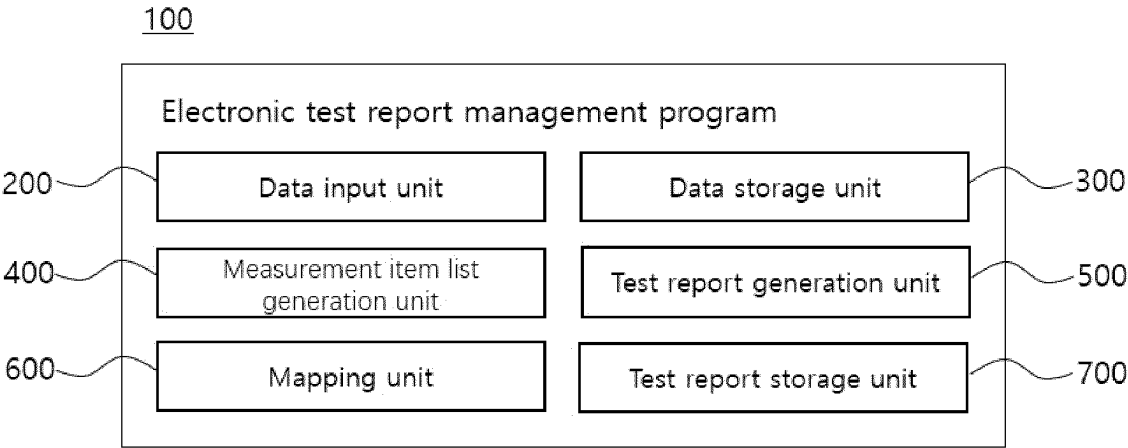 100
Electronic test report management program
200
Data input unit
Data storage unit
300
400
Measurement item list
generation unit
Test report generation unit
500
600
Mapping unit
Test report storage unit
700